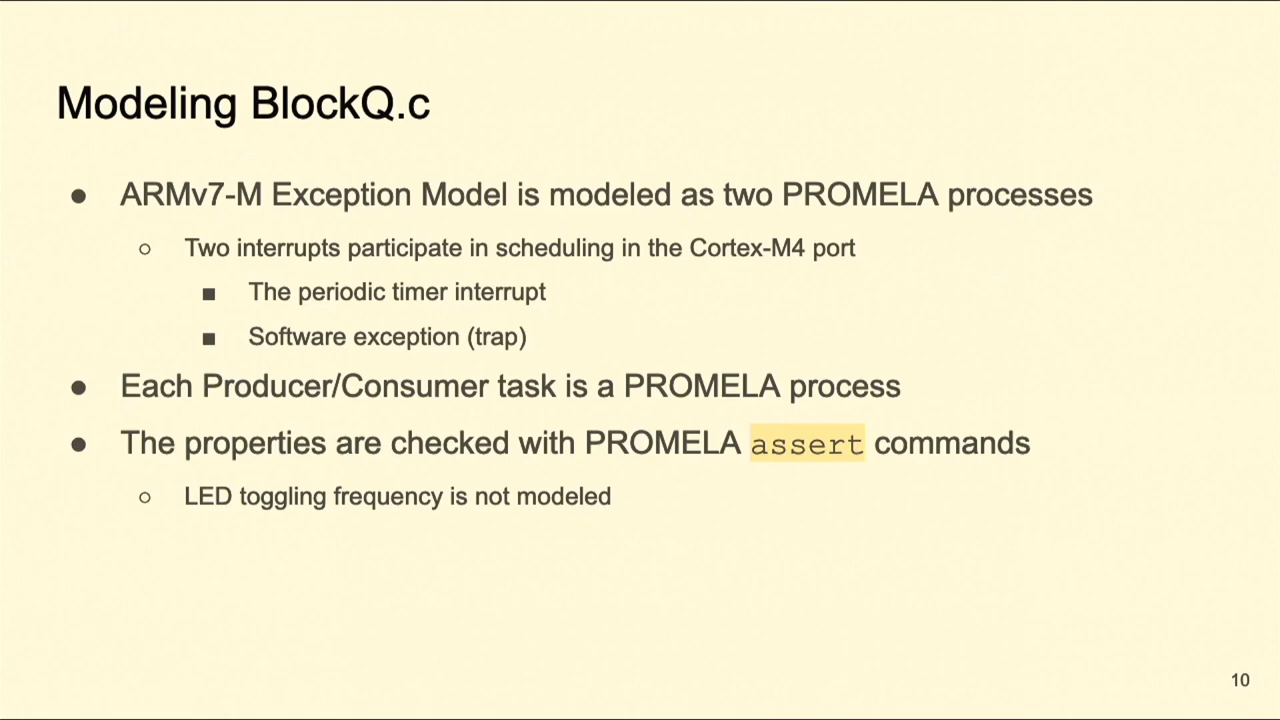 Modeling BlockQ.c
● ARMv7-M Exception Model is modeled as two PROMELA processes
○ Two interrupts participate in scheduling in the Cortex-M4 port
■ The periodic timer interrupt
■ Software exception (trap)
● Each Producer/Consumer task is a PROMELA process
● The properties are checked with PROMELA assert commands
○ LED toggling frequency is not modeled
10